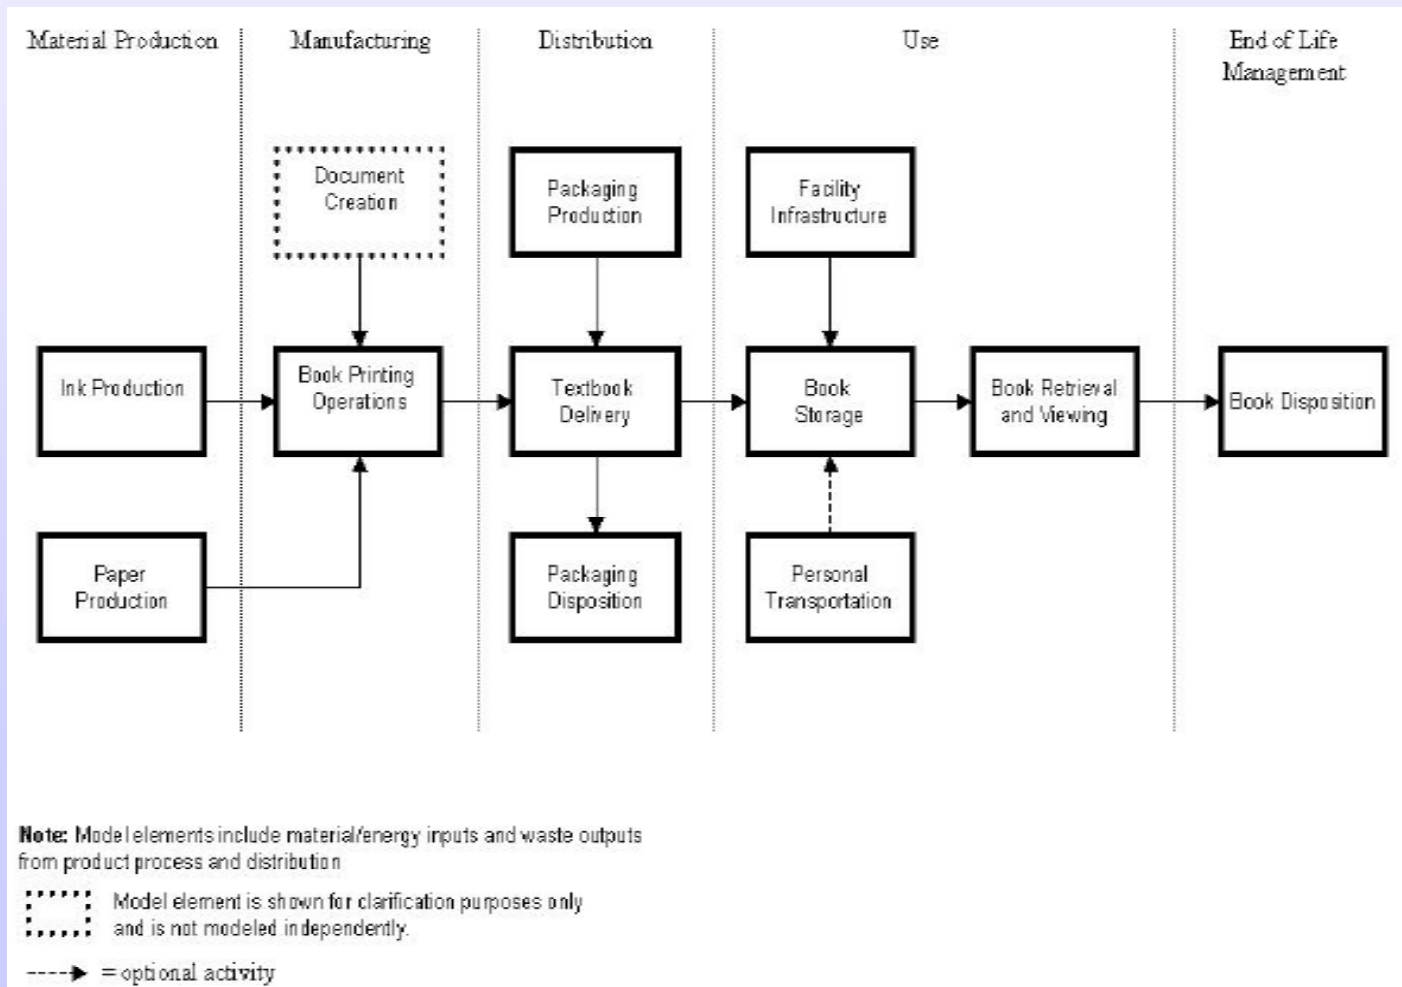 Material Production
Manufacturing
Distribution
Use
End of Life
Management
Document
Creation
Packaging
Production
Facility
Infrastructure
Ink Production
Book Printing
Operations
Textbook
Delivery
Book
Storage
Book Retrieval
and Viewing
Book Disposition
Paper
Production
Packaging
Disposition
Personal
Transportation
Note: Model elements include material/energy inputs and waste outputs
from product process and distribution
Model element is shown for clarification purposes only
and is not modeled independently.
= optional activity